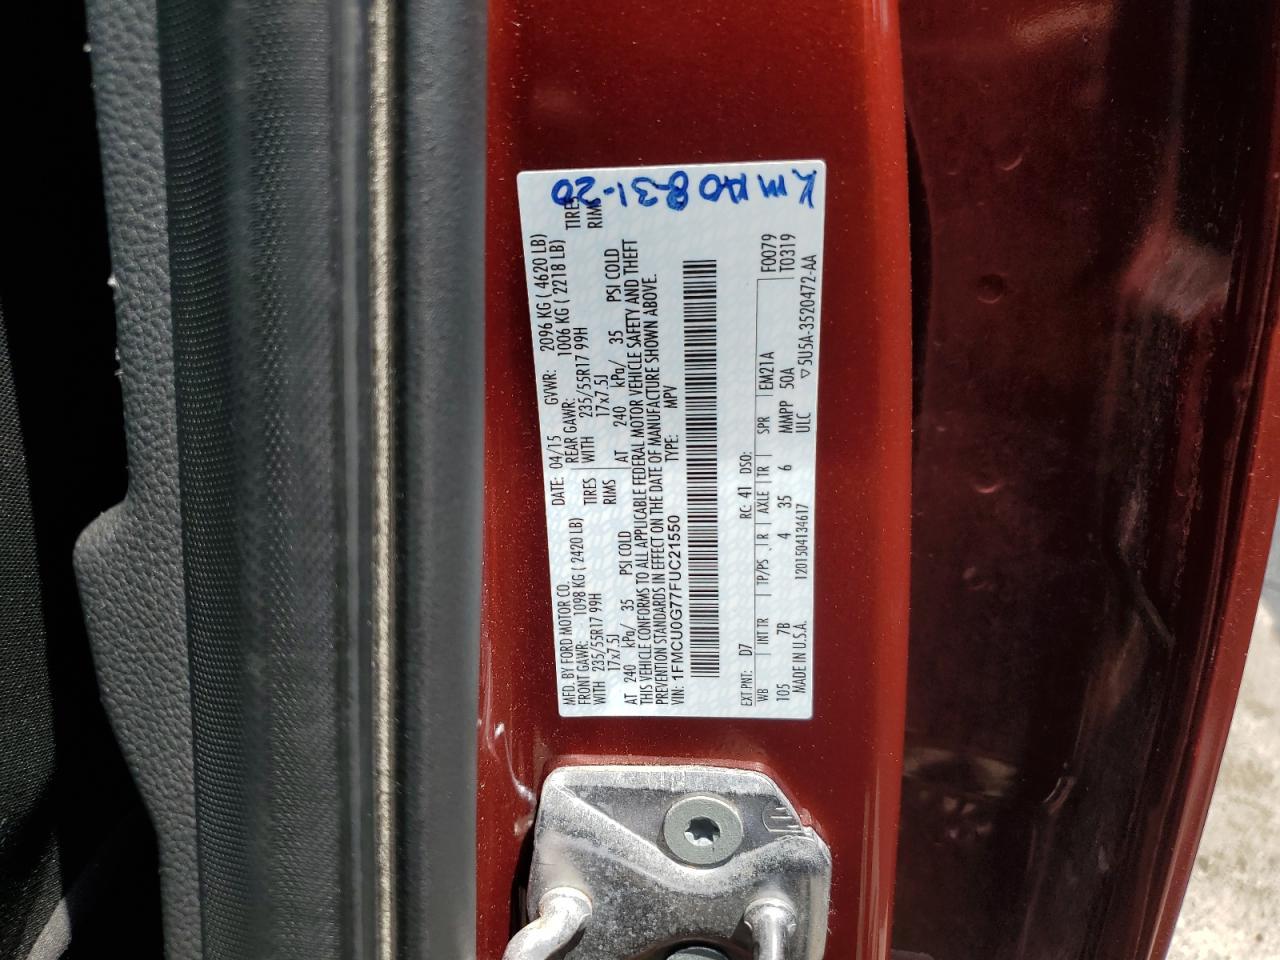 MFD. BY FORD MOTOR CO.
DATE: 04/15 GVWR: 2096 KG ( 4620 LB)
FRONT GAWR: 1098 KG ( 2420 LB)
REAR GAWR: 1006 KG ( 2218 LB)
WITH 235/55R17 99H TIRES
WITH 235/55R17 99H TIRES
17x7.5J RIMS
17x7.5J RIMS
AT 240 kPa/ 35 PSI COLD
AT 240 kPa/ 35 PSI COLD
THIS VEHICLE CONFORMS TO ALL APPLICABLE FEDERAL MOTOR VEHICLE SAFETY AND THEFT
PREVENTION STANDARDS IN EFFECT ON THE DATE OF MANUFACTURE SHOWN ABOVE.
VIN: 1FMCU0G77FUC21550
TYPE: MPV
EXT PNT: D7 RC: 41 DSO:
F0079
WB INT TR TP/PS R AXLE TR SPR EM21A
T0319
105 7B 4 35 6 MMPP 50A
MADE IN U.S.A. 1201504134617 ULC
▽5U5A-3520472-AA
8-31-20